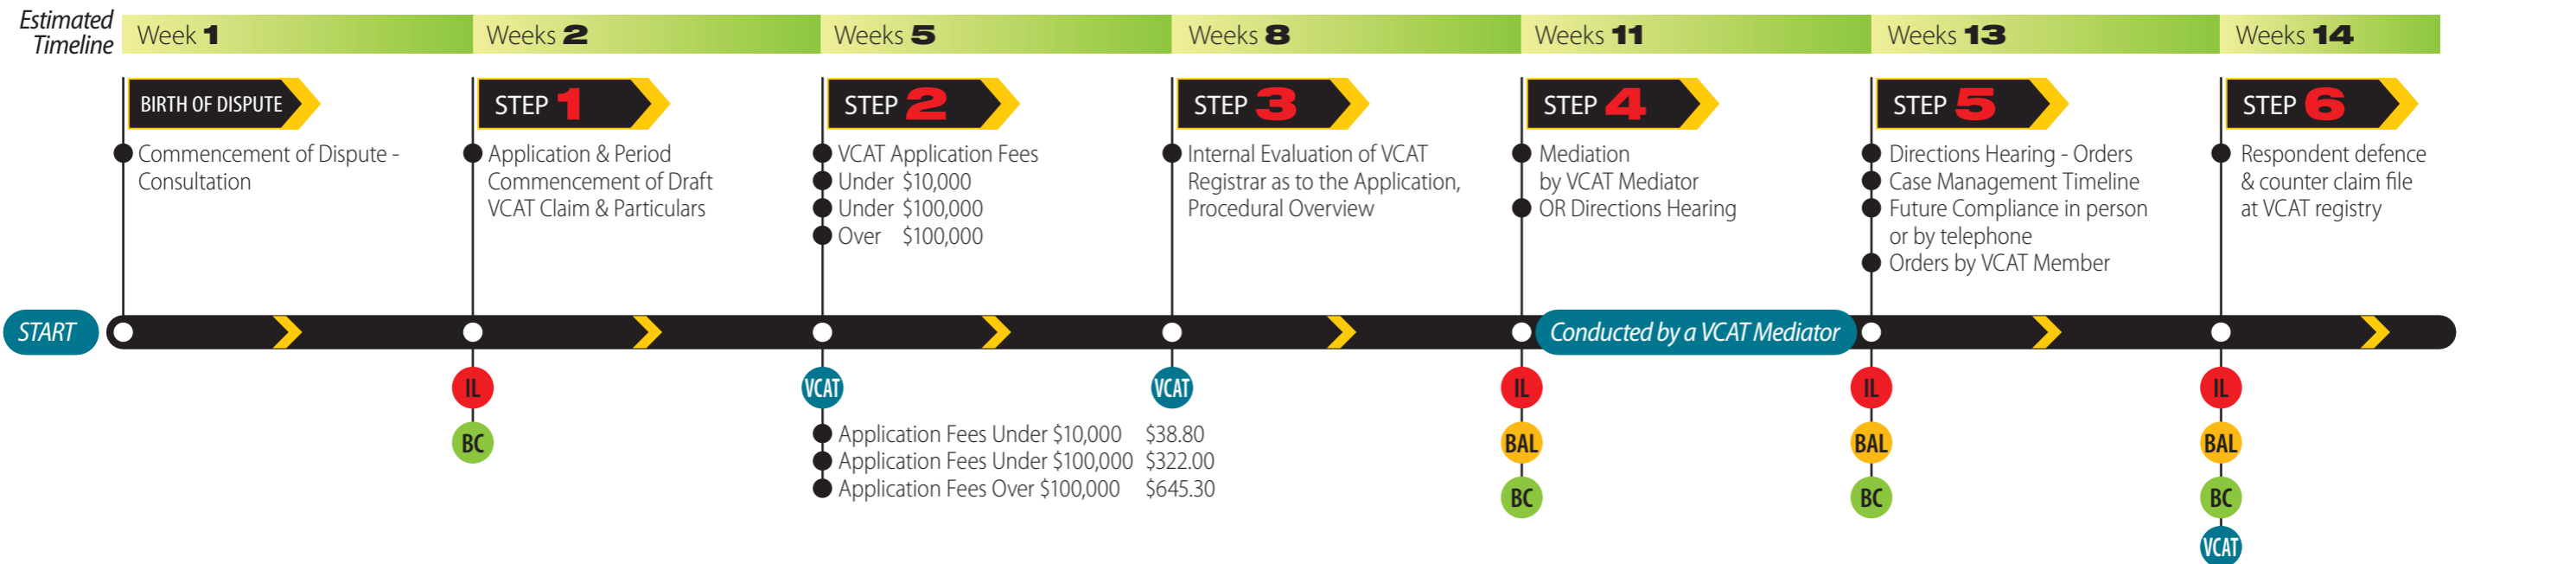 Estimated
Timeline
Week 1
Weeks 2
Weeks 5
Weeks 8
Weeks 11
Weeks 13
Weeks 14
BIRTH OF DISPUTE
STEP 1
STEP 2
STEP 3
STEP 4
STEP 5
STEP 6
Commencement of Dispute -
Consultation
Application & Period
Commencement of Draft
VCAT Claim & Particulars
VCAT Application Fees
Under $10,000
Under $100,000
Over $100,000
Internal Evaluation of VCAT
Registrar as to the Application,
Procedural Overview
Mediation
by VCAT Mediator
OR Directions Hearing
Directions Hearing - Orders
Case Management Timeline
Future Compliance in person
or by telephone
Orders by VCAT Member
Respondent defence
& counter claim file
at VCAT registry
START
Conducted by a VCAT Mediator
IL
BC
VCAT
Application Fees Under $10,000 $38.80
Application Fees Under $100,000 $322.00
Application Fees Over $100,000 $645.30
VCAT
IL
BAL
BC
IL
BAL
BC
IL
BAL
BC
VCAT